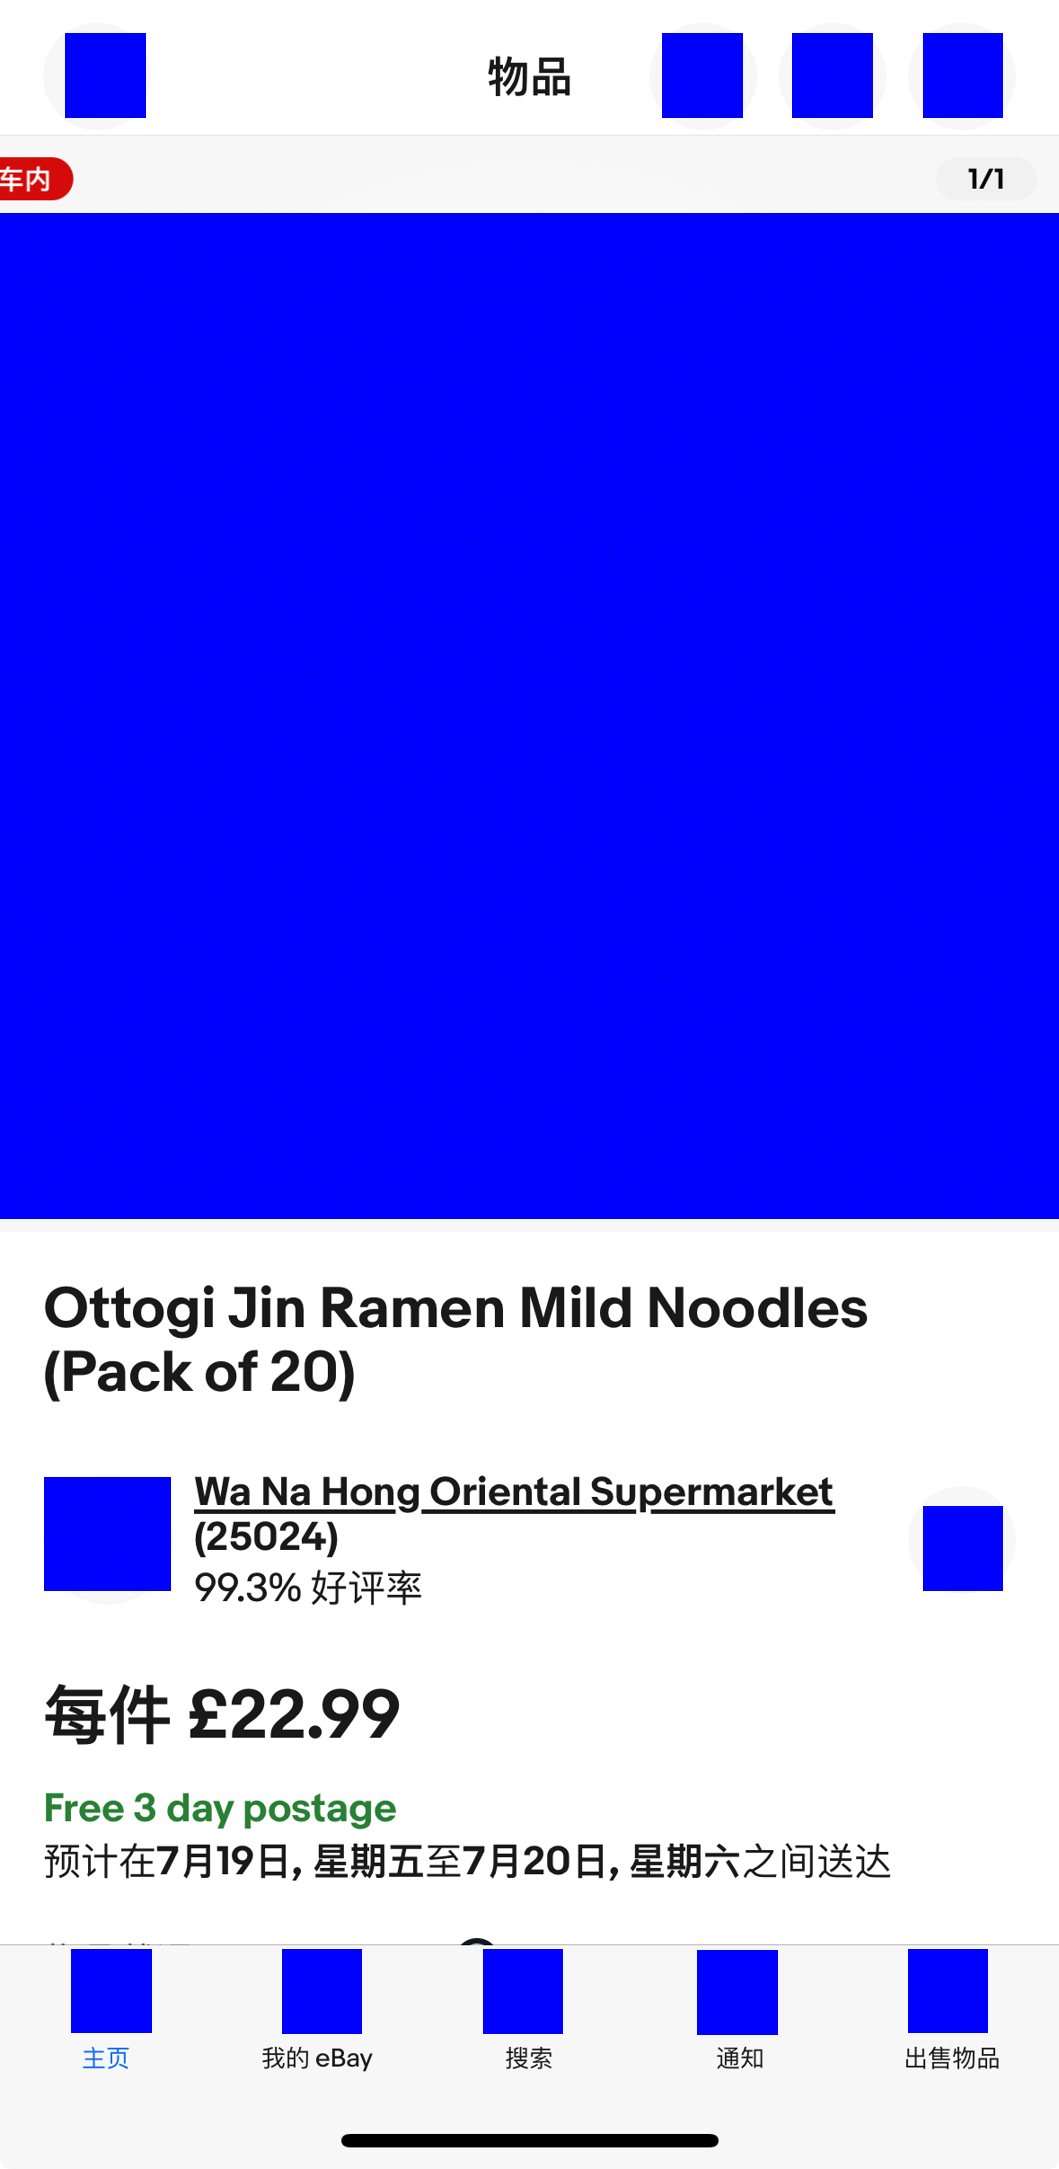 物品
车内
1/1
Ottogi Jin Ramen Mild Noodles
(Pack of 20)
Wa Na Hong Oriental Supermarket
(25024)
99.3% 好评率
每件 £22.99
Free 3 day postage
预计在7月19日, 星期五至7月20日, 星期六之间送达
主页
我的 eBay
搜索
通知
出售物品